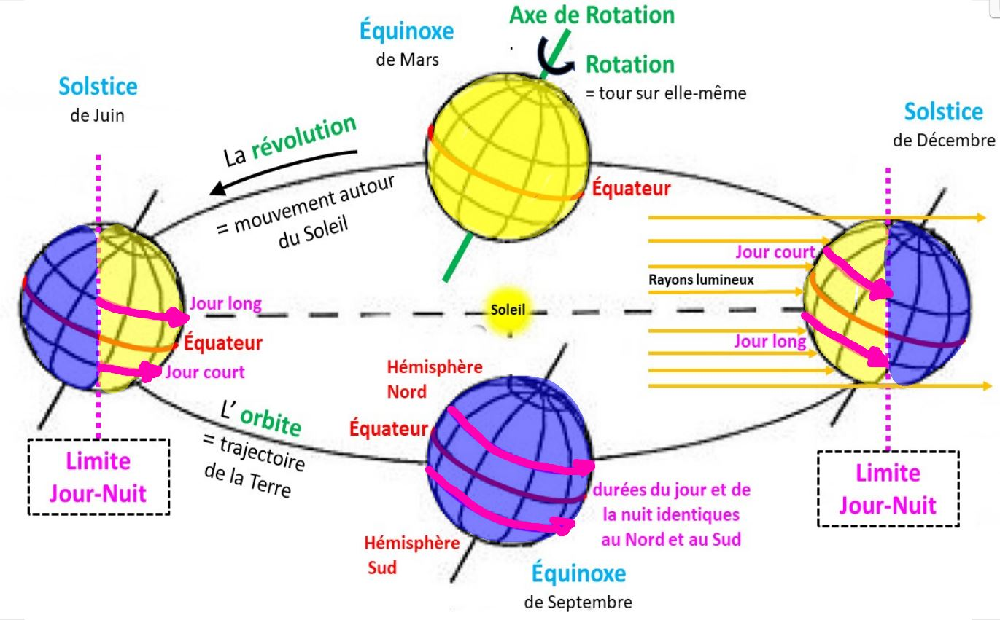 Axe de Rotation
Équinoxe
de Mars
Rotation
= tour sur elle-même
Solstice
de Juin
Solstice
de Décembre
La révolution
= mouvement autour
du Soleil
Équateur
Jour court
Rayons lumineux
Jour long
Jour long
Équateur
Jour court
Soleil
Hémisphère
Nord
Équateur
L' orbite
= trajectoire
de la Terre
Limite
Jour-Nuit
Limite
Jour-Nuit
durées du jour et de
la nuit identiques
au Nord et au Sud
Hémisphère
Sud
Équinoxe
de Septembre